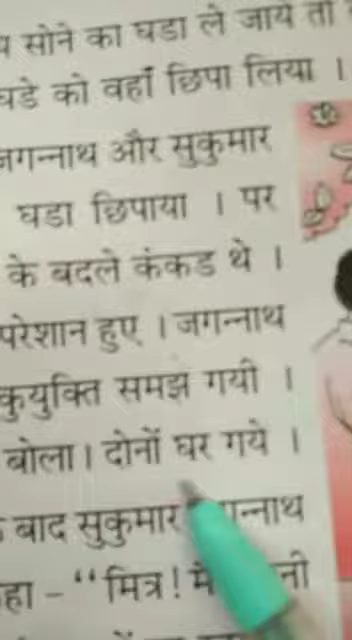 सोने का घडा ले जाये तो
घडे को वहाँ छिपा लिया ।
जगन्नाथ और सुकुमार
घडा छिपाया । पर
के बदले कंकड थे ।
परेशान हुए । जगन्नाथ
कुयुक्ति समझ गयी ।
बोला । दोनों घर गये ।
बाद सुकुमार
"मित्र !